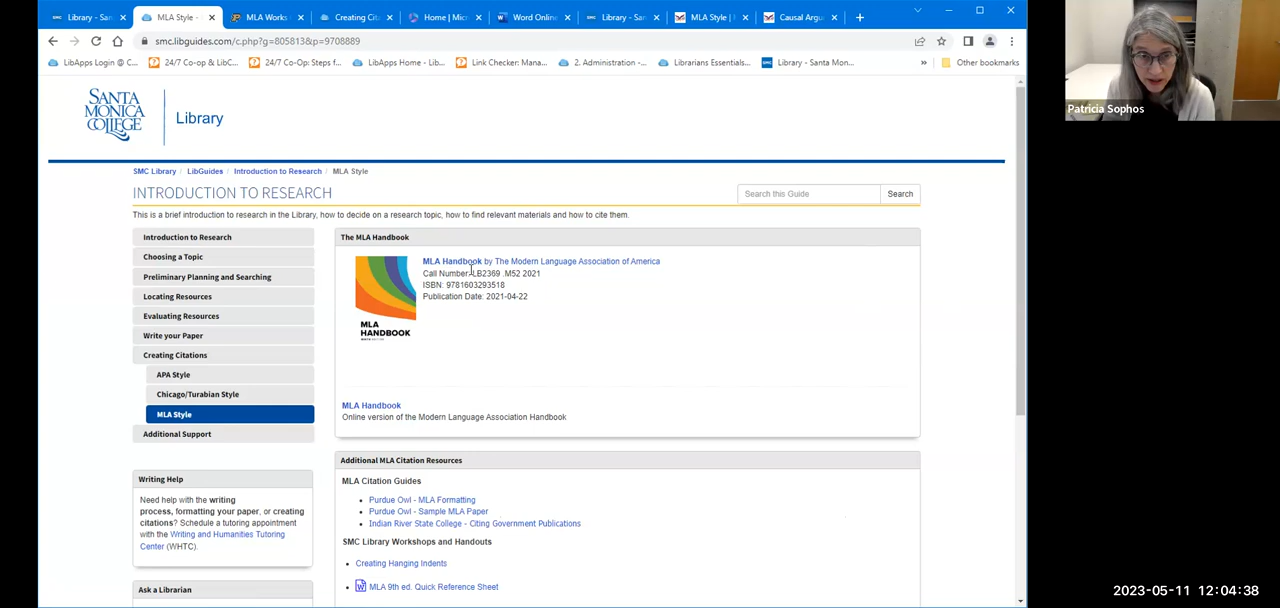 Library - San
MLA Style -
MLA Works
Creating Cit
Home | Micr
Word Online
Library - San
MLA Style |
Causal Argu
smc.libguides.com/c.php?g=805813&p=9708889
LibApps Login @ C...
24/7 Co-op & LibC...
24/7 Co-Op: Steps f...
LibApps Home - Lib...
Link Checker: Mana...
2. Administration -...
Librarians Essentials...
Library - Santa Mon...
»
Other bookmarks
SANTA
MONICA
COLLEGE
Library
SMC Library / LibGuides / Introduction to Research / MLA Style
INTRODUCTION TO RESEARCH
Search this Guide
Search
This is a brief introduction to research in the Library, how to decide on a research topic, how to find relevant materials and how to cite them.
Introduction to Research
Choosing a Topic
Preliminary Planning and Searching
Locating Resources
Evaluating Resources
Write your Paper
Creating Citations
APA Style
Chicago/Turabian Style
MLA Style
Additional Support
Writing Help
Need help with the writing
process, formatting your paper, or creating
citations? Schedule a tutoring appointment
with the Writing and Humanities Tutoring
Center (WHTC).
Ask a Librarian
The MLA Handbook
MLA
HANDBOOK
MLA Handbook by The Modern Language Association of America
Call Number: LB2369 .M52 2021
ISBN: 9781603293518
Publication Date: 2021-04-22
MLA Handbook
Online version of the Modern Language Association Handbook
Additional MLA Citation Resources
MLA Citation Guides
Purdue Owl - MLA Formatting
Purdue Owl - Sample MLA Paper
Indian River State College - Citing Government Publications
SMC Library Workshops and Handouts
Creating Hanging Indents
MLA 9th ed. Quick Reference Sheet
Patricia Sophos
2023-05-11 12:04:38